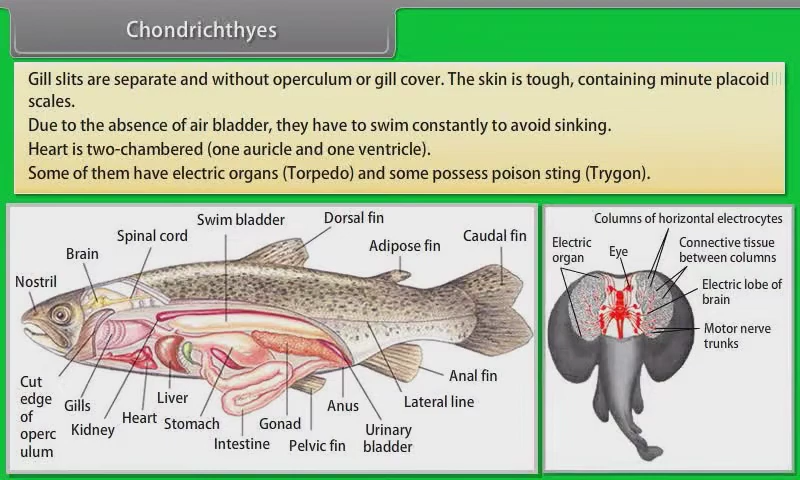 Chondrichthyes
Gill slits are separate and without operculum or gill cover. The skin is tough, containing minute placoid
scales.
Due to the absence of air bladder, they have to swim constantly to avoid sinking.
Heart is two-chambered (one auricle and one ventricle).
Some of them have electric organs (Torpedo) and some possess poison sting (Trygon).
Nostril
Brain
Spinal cord
Swim bladder
Dorsal fin
Adipose fin
Caudal fin
Cut
edge
of
operc
ulum
Gills
Kidney
Heart
Liver
Stomach
Intestine
Gonad
Pelvic fin
Anus
Urinary
bladder
Lateral line
Anal fin
Columns of horizontal electrocytes
Electric
organ
Eye
Connective tissue
between columns
Electric lobe of
brain
Motor nerve
trunks